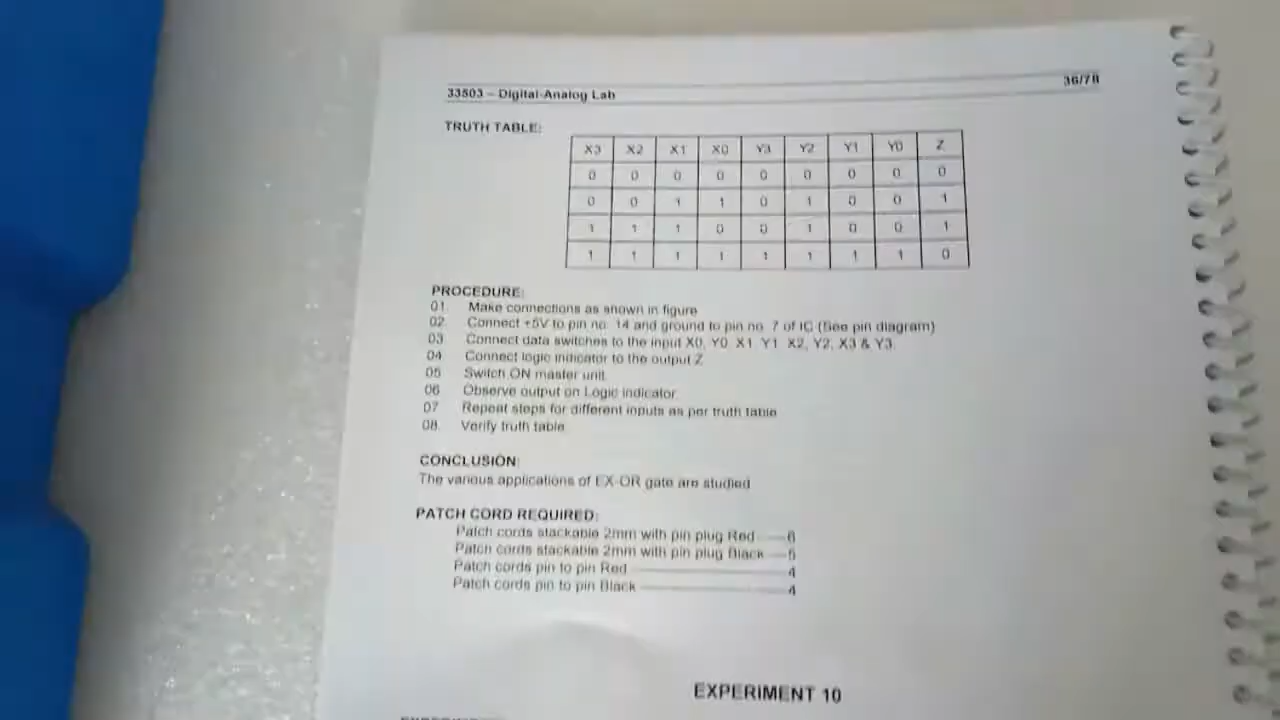 33503 – Digital-Analog Lab 36/78
TRUTH TABLE:
X3 X2 X1 X0 Y3 Y2 Y1 Y0 Z
0 0 0 0 0 0 0 0 0
0 0 1 1 0 1 0 0 1
1 1 1 0 0 1 0 0 1
1 1 1 1 1 1 1 1 0
PROCEDURE:
01 Make connections as shown in figure
02 Connect +5V to pin no. 14 and ground to pin no. 7 of IC (See pin diagram)
03 Connect data switches to the input X0, Y0 X1 Y1 X2, Y2, X3 & Y3.
04 Connect logic indicator to the output Z
05 Switch ON master unit.
06 Observe output on Logic indicator
07 Repeat steps for different inputs as per truth table
08. Verify truth table.
CONCLUSION:
The various applications of EX-OR gate are studied
PATCH CORD REQUIRED:
Patch cords stackable 2mm with pin plug Red
Patch cords stackable 2mm with pin plug Black
Patch cords pin to pin Red 4
Patch cords pin to pin Black 4
EXPERIMENT 10